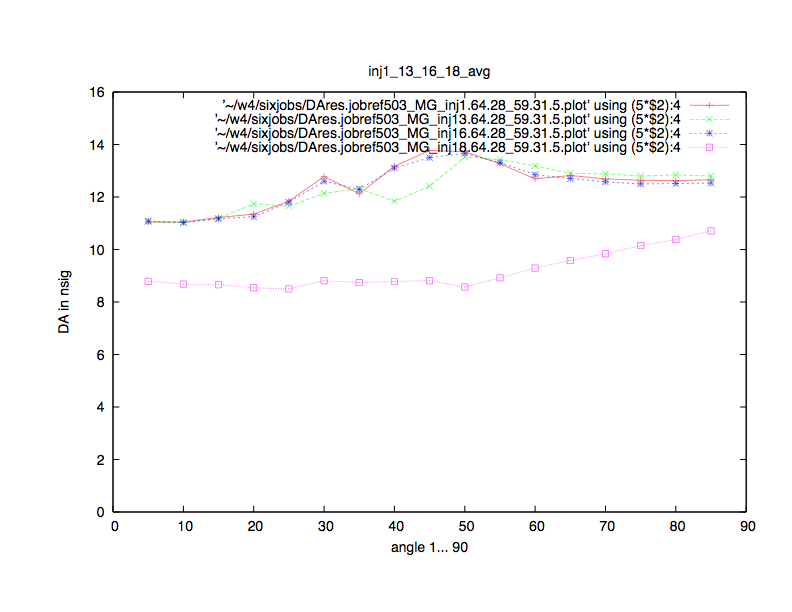 inj1_13_16_18_avg
'~/w4/sixjobs/DAres.jobref503_MG_inj1.64.28_59.31.5.plot' using (5*$2):4
'~/w4/sixjobs/DAres.jobref503_MG_inj13.64.28_59.31.5.plot' using (5*$2):4
'~/w4/sixjobs/DAres.jobref503_MG_inj16.64.28_59.31.5.plot' using (5*$2):4
'~/w4/sixjobs/DAres.jobref503_MG_inj18.64.28_59.31.5.plot' using (5*$2):4
16
14
12
10
8
6
4
2
0
DA in nsig
0 10 20 30 40 50 60 70 80 90
angle 1... 90